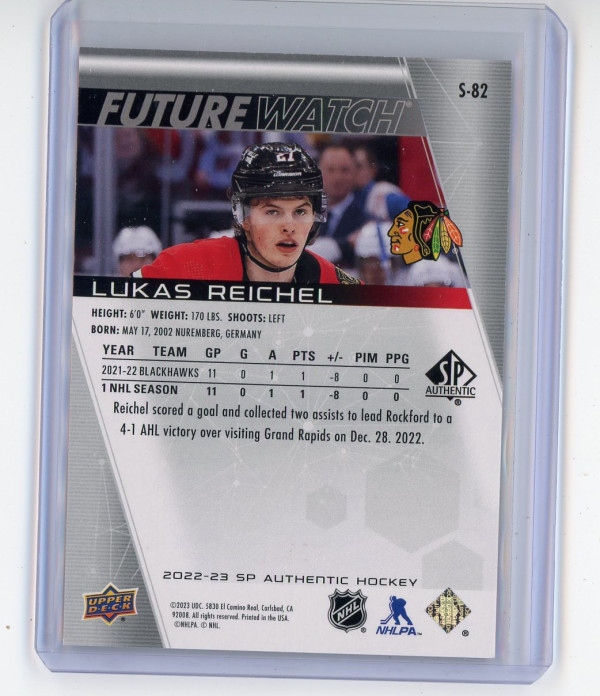 S-82
FUTURE WATCH®
27
LUKAS REICHEL
HEIGHT: 6'0" WEIGHT: 170 LBS. SHOOTS: LEFT
BORN: MAY 17, 2002 NUREMBERG, GERMANY
YEAR TEAM GP G A PTS +/- PIM PPG
2021-22 BLACKHAWKS 11 0 1 1 -8 0 0
1 NHL SEASON 11 0 1 1 -8 0 0
SP
AUTHENTIC
®
Reichel scored a goal and collected two assists to lead Rockford to a
4-1 AHL victory over visiting Grand Rapids on Dec. 28. 2022.
2022-23 SP AUTHENTIC HOCKEY
UPPER
DECK
©2023 UDC. 5830 El Camino Real, Carlsbad, CA
92008. All rights reserved. Printed in the USA.
©NHLPA. © NHL.
NHL
®
NHLPA™
®